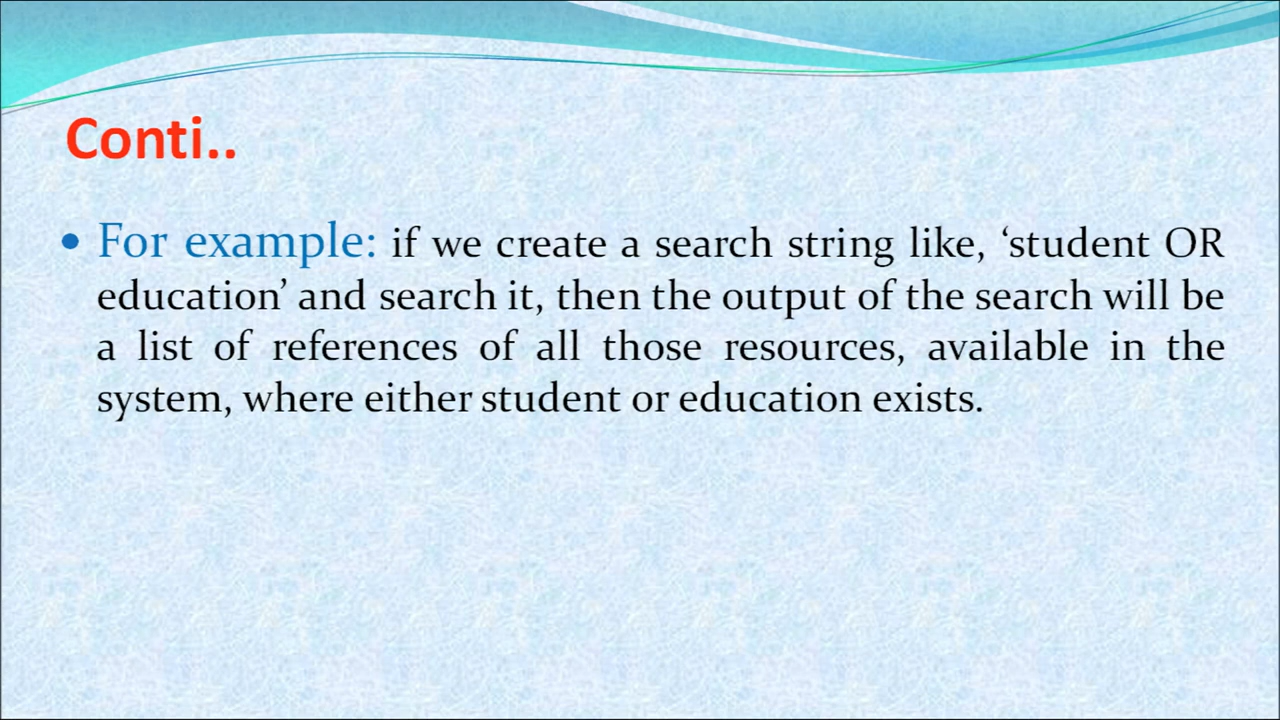 Conti..
• For example: if we create a search string like, ‘student OR
education’ and search it, then the output of the search will be
a list of references of all those resources, available in the
system, where either student or education exists.